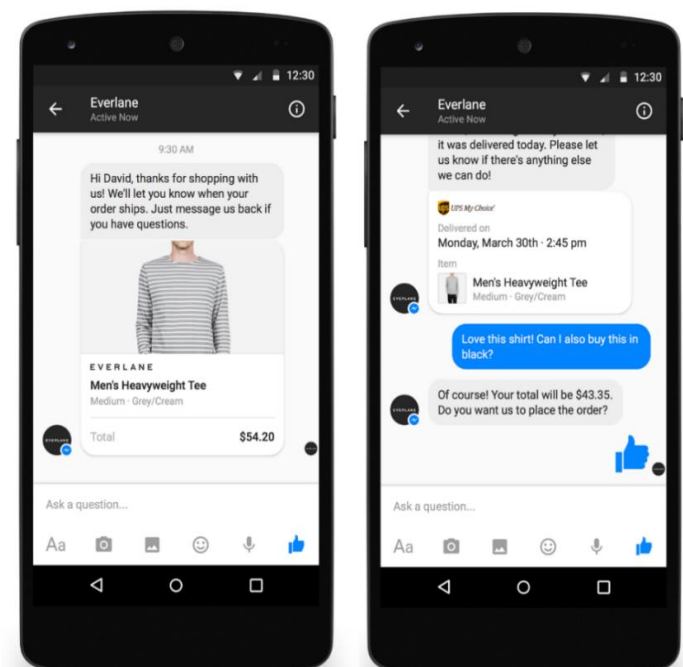 12:30
Everlane
Active Now
9:30 AM
Hi David, thanks for shopping with
us! We'll let you know when your
order ships. Just message us back if
you have questions.
EVERLANE
Men's Heavyweight Tee
Medium · Grey/Cream
Total $54.20
EVERLANE
Ask a question...
Aa
12:30
Everlane
Active Now
it was delivered today. Please let
us know if there's anything else
we can do!
UPS My Choice®
Delivered on
Monday, March 30th · 2:45 pm
Item
Men's Heavyweight Tee
Medium · Grey/Cream
EVERLANE
Love this shirt! Can I also buy this in
black?
Of course! Your total will be $43.35.
Do you want us to place the order?
EVERLANE
Ask a question...
Aa